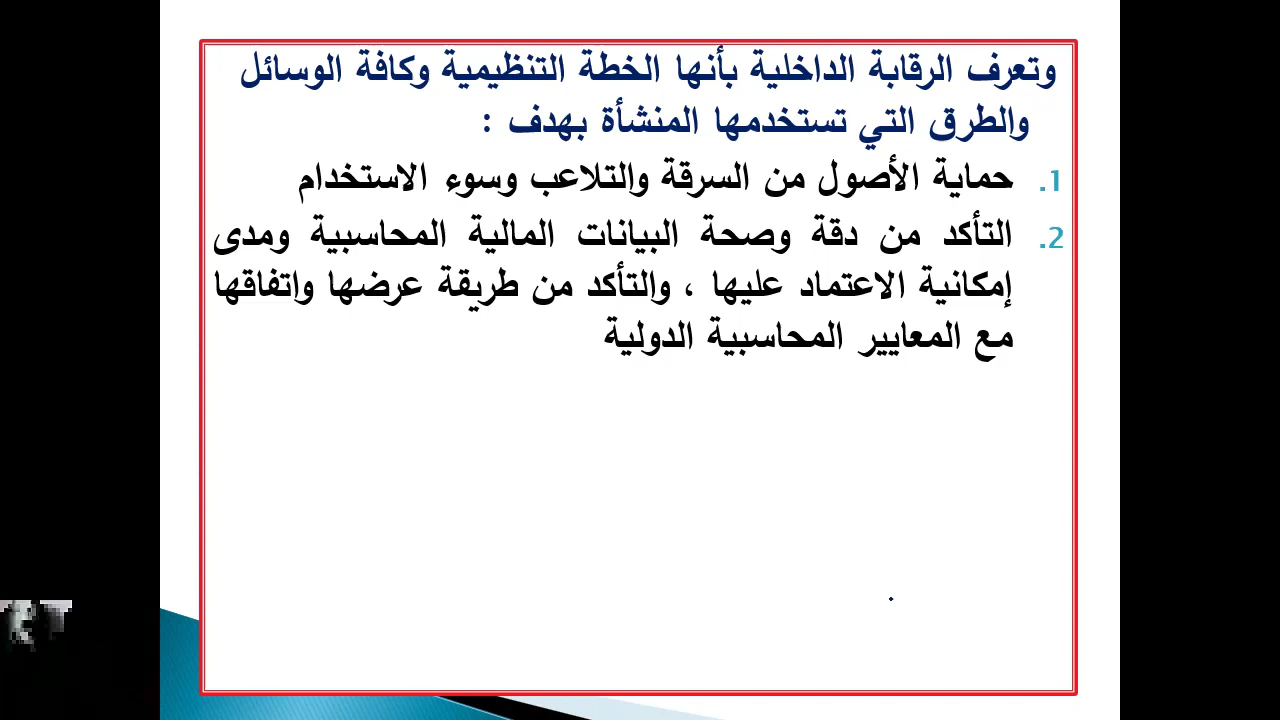 وتعرف الرقابة الداخلية بأنها الخطة التنظيمية وكافة الوسائل
والطرق التي تستخدمها المنشأة بهدف :
1. حماية الأصول من السرقة والتلاعب وسوء الاستخدام
2. التأكد من دقة وصحة البيانات المالية المحاسبية ومدى
إمكانية الاعتماد عليها ، والتأكد من طريقة عرضها واتفاقها
مع المعايير المحاسبية الدولية